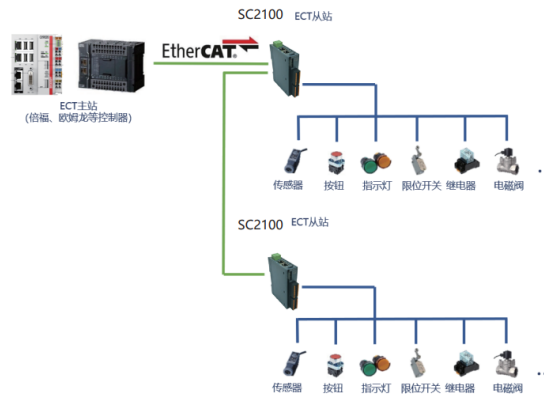 SC2100 ECT从站
EtherCAT
ECT主站
(倍福、欧姆龙等控制器)
传感器 按钮 指示灯 限位开关 继电器 电磁阀
SC2100 ECT从站
传感器 按钮 指示灯 限位开关 继电器 电磁阀